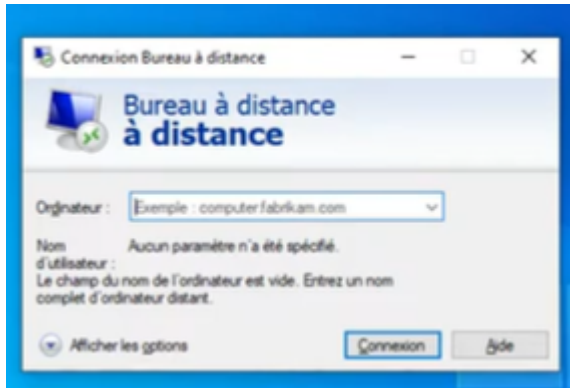 Connexion Bureau à distance
Bureau à distance
à distance
Ordinateur :
Exemple : computer.fabrikam.com
Nom d'utilisateur :
Aucun paramètre n'a été spécifié.
Le champ du nom de l'ordinateur est vide. Entrez un nom
complet d'ordinateur distant.
Afficher les options
Connexion
Aide